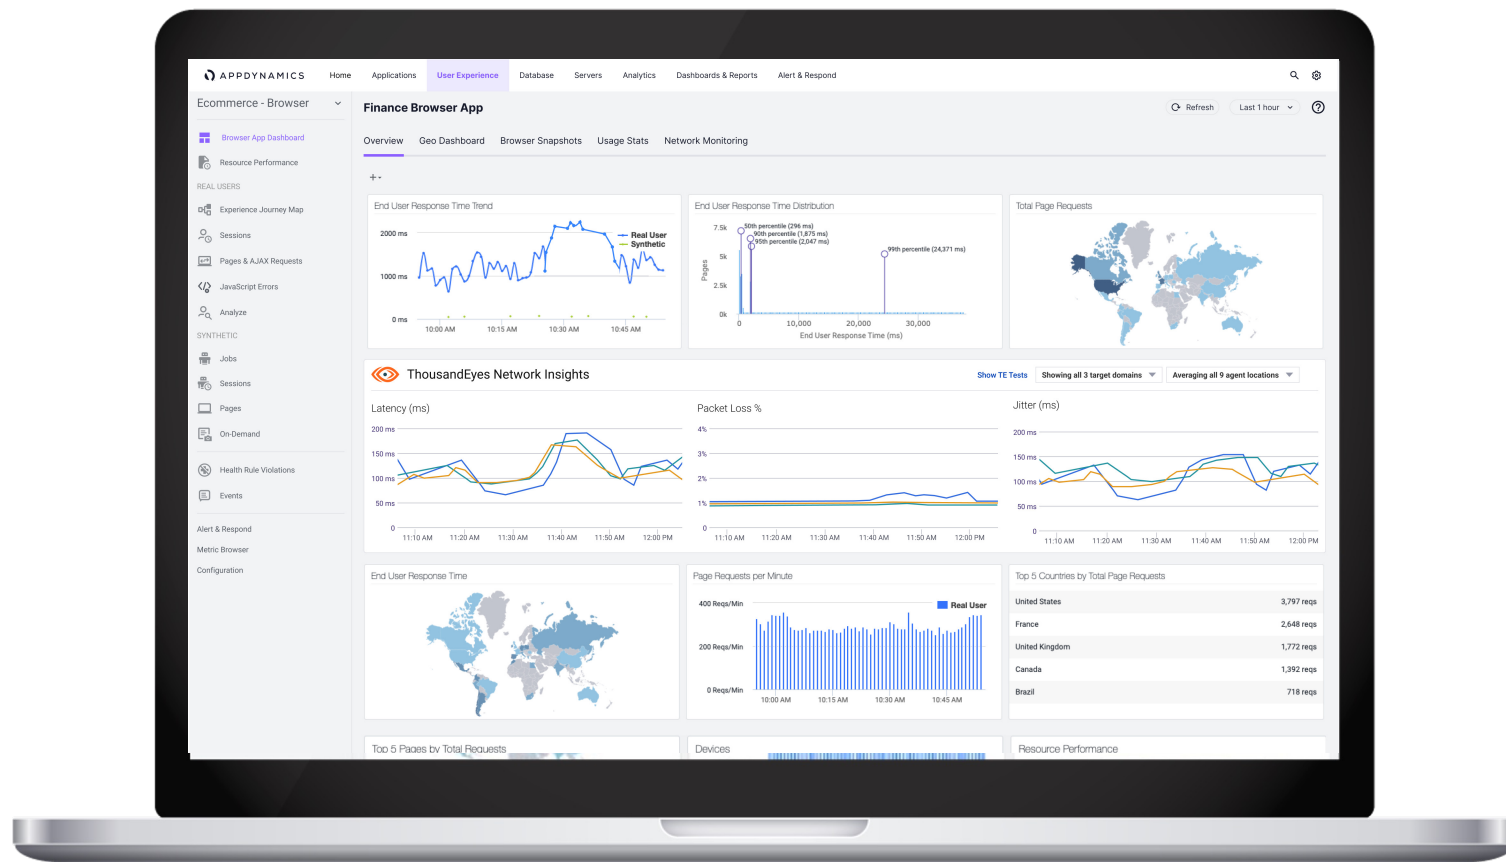 APPDYNAMICS
Home
Applications
User Experience
Database
Servers
Analytics
Dashboards & Reports
Alert & Respond
Ecommerce - Browser
Browser App Dashboard
Resource Performance
REAL USERS
Experience Journey Map
Sessions
Pages & AJAX Requests
JavaScript Errors
Analyze
SYNTHETIC
Jobs
Sessions
Pages
On-Demand
Health Rule Violations
Events
Alert & Respond
Metric Browser
Configuration
Finance Browser App
Refresh
Last 1 hour
Overview
Geo Dashboard
Browser Snapshots
Usage Stats
Network Monitoring
End User Response Time Trend
2000 ms
1000 ms
0 ms
Real User
Synthetic
10:00 AM
10:15 AM
10:30 AM
10:45 AM
End User Response Time Distribution
Pages
7.5k
5k
2.5k
0k
50th percentile (296 ms)
90th percentile (1,875 ms)
95th percentile (2,047 ms)
99th percentile (24,371 ms)
0
10,000
20,000
30,000
End User Response Time (ms)
Total Page Requests
ThousandEyes Network Insights
Show TE Tests
Showing all 3 target domains
Averaging all 9 agent locations
Latency (ms)
200 ms
150 ms
100 ms
50 ms
0
11:10 AM
11:20 AM
11:30 AM
11:40 AM
11:50 AM
12:00 PM
Packet Loss %
4%
3%
2%
1%
0
11:10 AM
11:20 AM
11:30 AM
11:40 AM
11:50 AM
12:00 PM
Jitter (ms)
200 ms
150 ms
100 ms
50 ms
0
11:10 AM
11:20 AM
11:30 AM
11:40 AM
11:50 AM
12:00 PM
End User Response Time
Page Requests per Minute
400 Reqs/Min
200 Reqs/Min
0 Reqs/Min
Real User
10:00 AM
10:15 AM
10:30 AM
10:45 AM
Top 5 Countries by Total Page Requests
United States 3,797 reqs
France 2,648 reqs
United Kingdom 1,772 reqs
Canada 1,392 reqs
Brazil 718 reqs
Top 5 Pages by Total Requests
Devices
Resource Performance